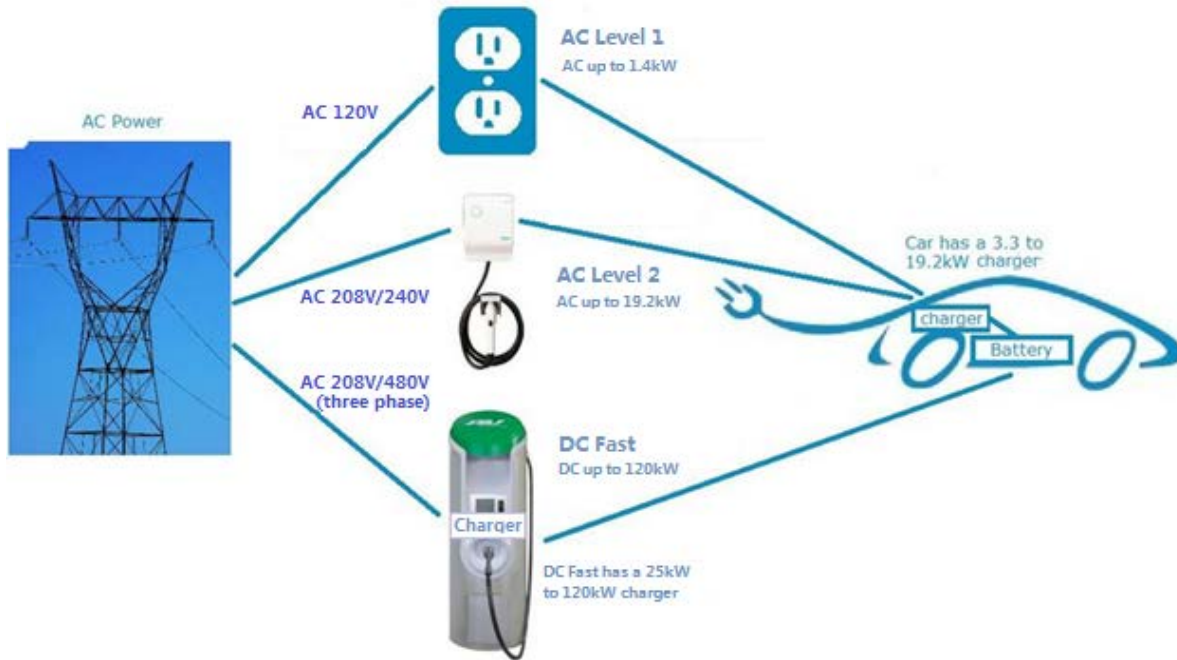 AC Level 1
AC up to 1.4kW
AC 120V
AC Power
Car has a 3.3 to
19.2kW charger
AC Level 2
AC up to 19.2kW
AC 208V/240V
charger
Battery
AC 208V/480V
(three phase)
DC Fast
DC up to 120kW
Charger
DC Fast has a 25kW
to 120kW charger